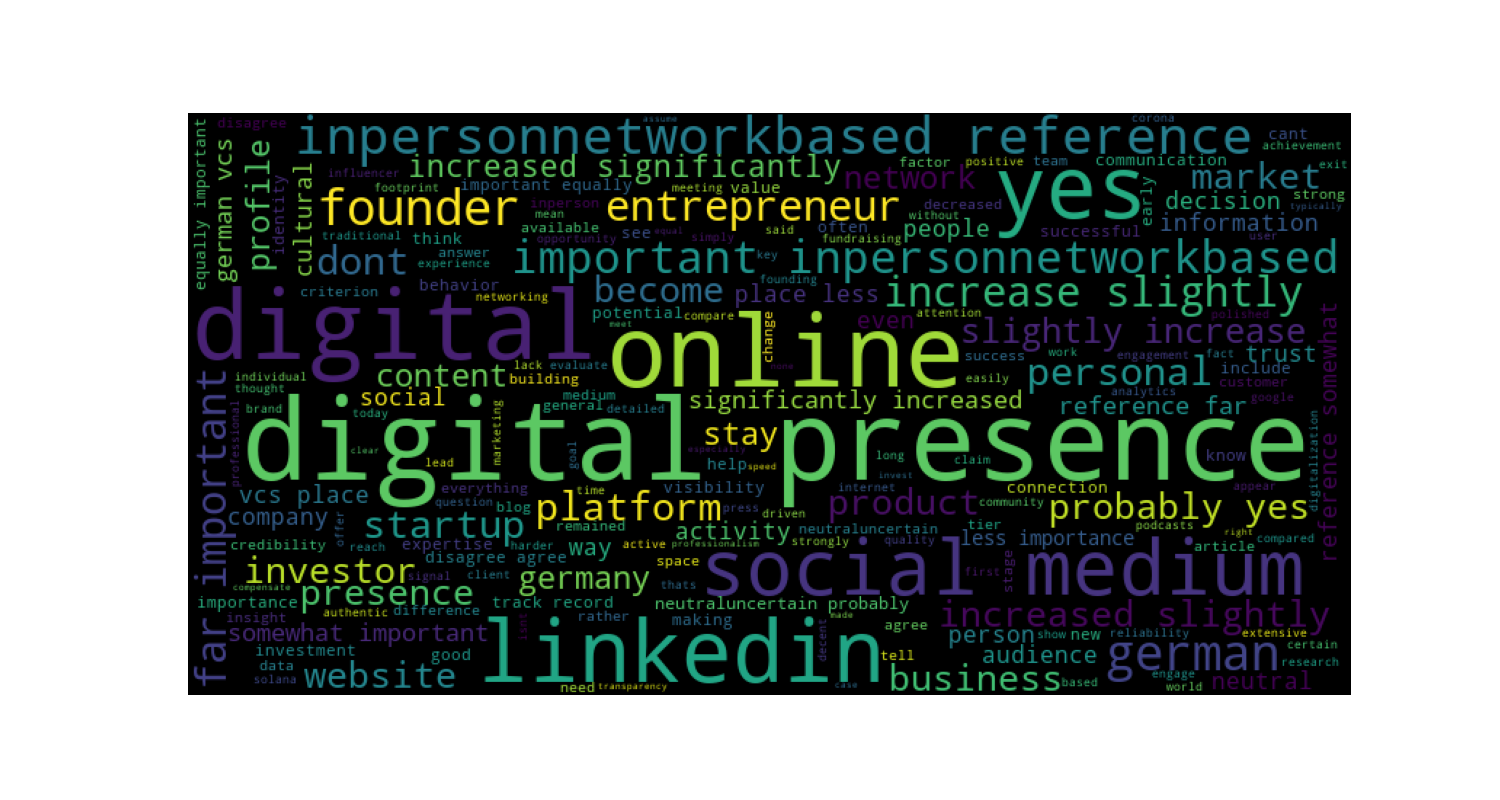 assume
corona
inpersonnetworkbased reference
cant
equally important
disagree
german vcs
profile
identity
cultural
influencer
footprint
increased significantly
important equally
factor
positive
team
communication
achievement
exit
network
yes
early
market
decision
strong
typically
founder
inperson
meeting
value
entrepreneur
decreased
without
people
successful
information
user
traditional
think
mean
available
opportunity
see
equal
simply
said
often
fundraising
dont
answer
experience
important inpersonnetworkbased
key
criterion
behavior
networking
become
founding
place less
increase slightly
digital
potential
compare
meet
change
even
attention
slightly increase
polished
reference somewhat
online
success
work
engagement
fact
trust
individual
thought
content
lack
evaluate
building
none
easily
personal
include
customer
analytics
google
far important
professional
brand
today
social
marketing
medium
general
detailed
significantly increased
reference far
digital presence
stay
clear
lead
goal
especially
help
speed
long
claim
invest
know
digitalization
vcs place
everything
visibility
internet
connection
appear
company
offer
question
blog
time
platform
press
driven
product
community
probably yes
startup
remained
activity
neutraluncertain
tier
podcasts
right
compared
credibility
reach
expertise
harder
way
active
professionalism
strongly
quality
less importance
article
disagree agree
space
social medium
investor
signal
client
thats
germany
first
stage
compensate
presence
importance
authentic
difference
track record
neutraluncertain probably
increased slightly
insight
somewhat important
isnt
rather
making
decent
made
agree
person
show
new
reliability
extensive
certain
investment
good
linkedin
tell
audience
german
research
data
solana
website
need
transparency
case
business
based
engage
world
neutral